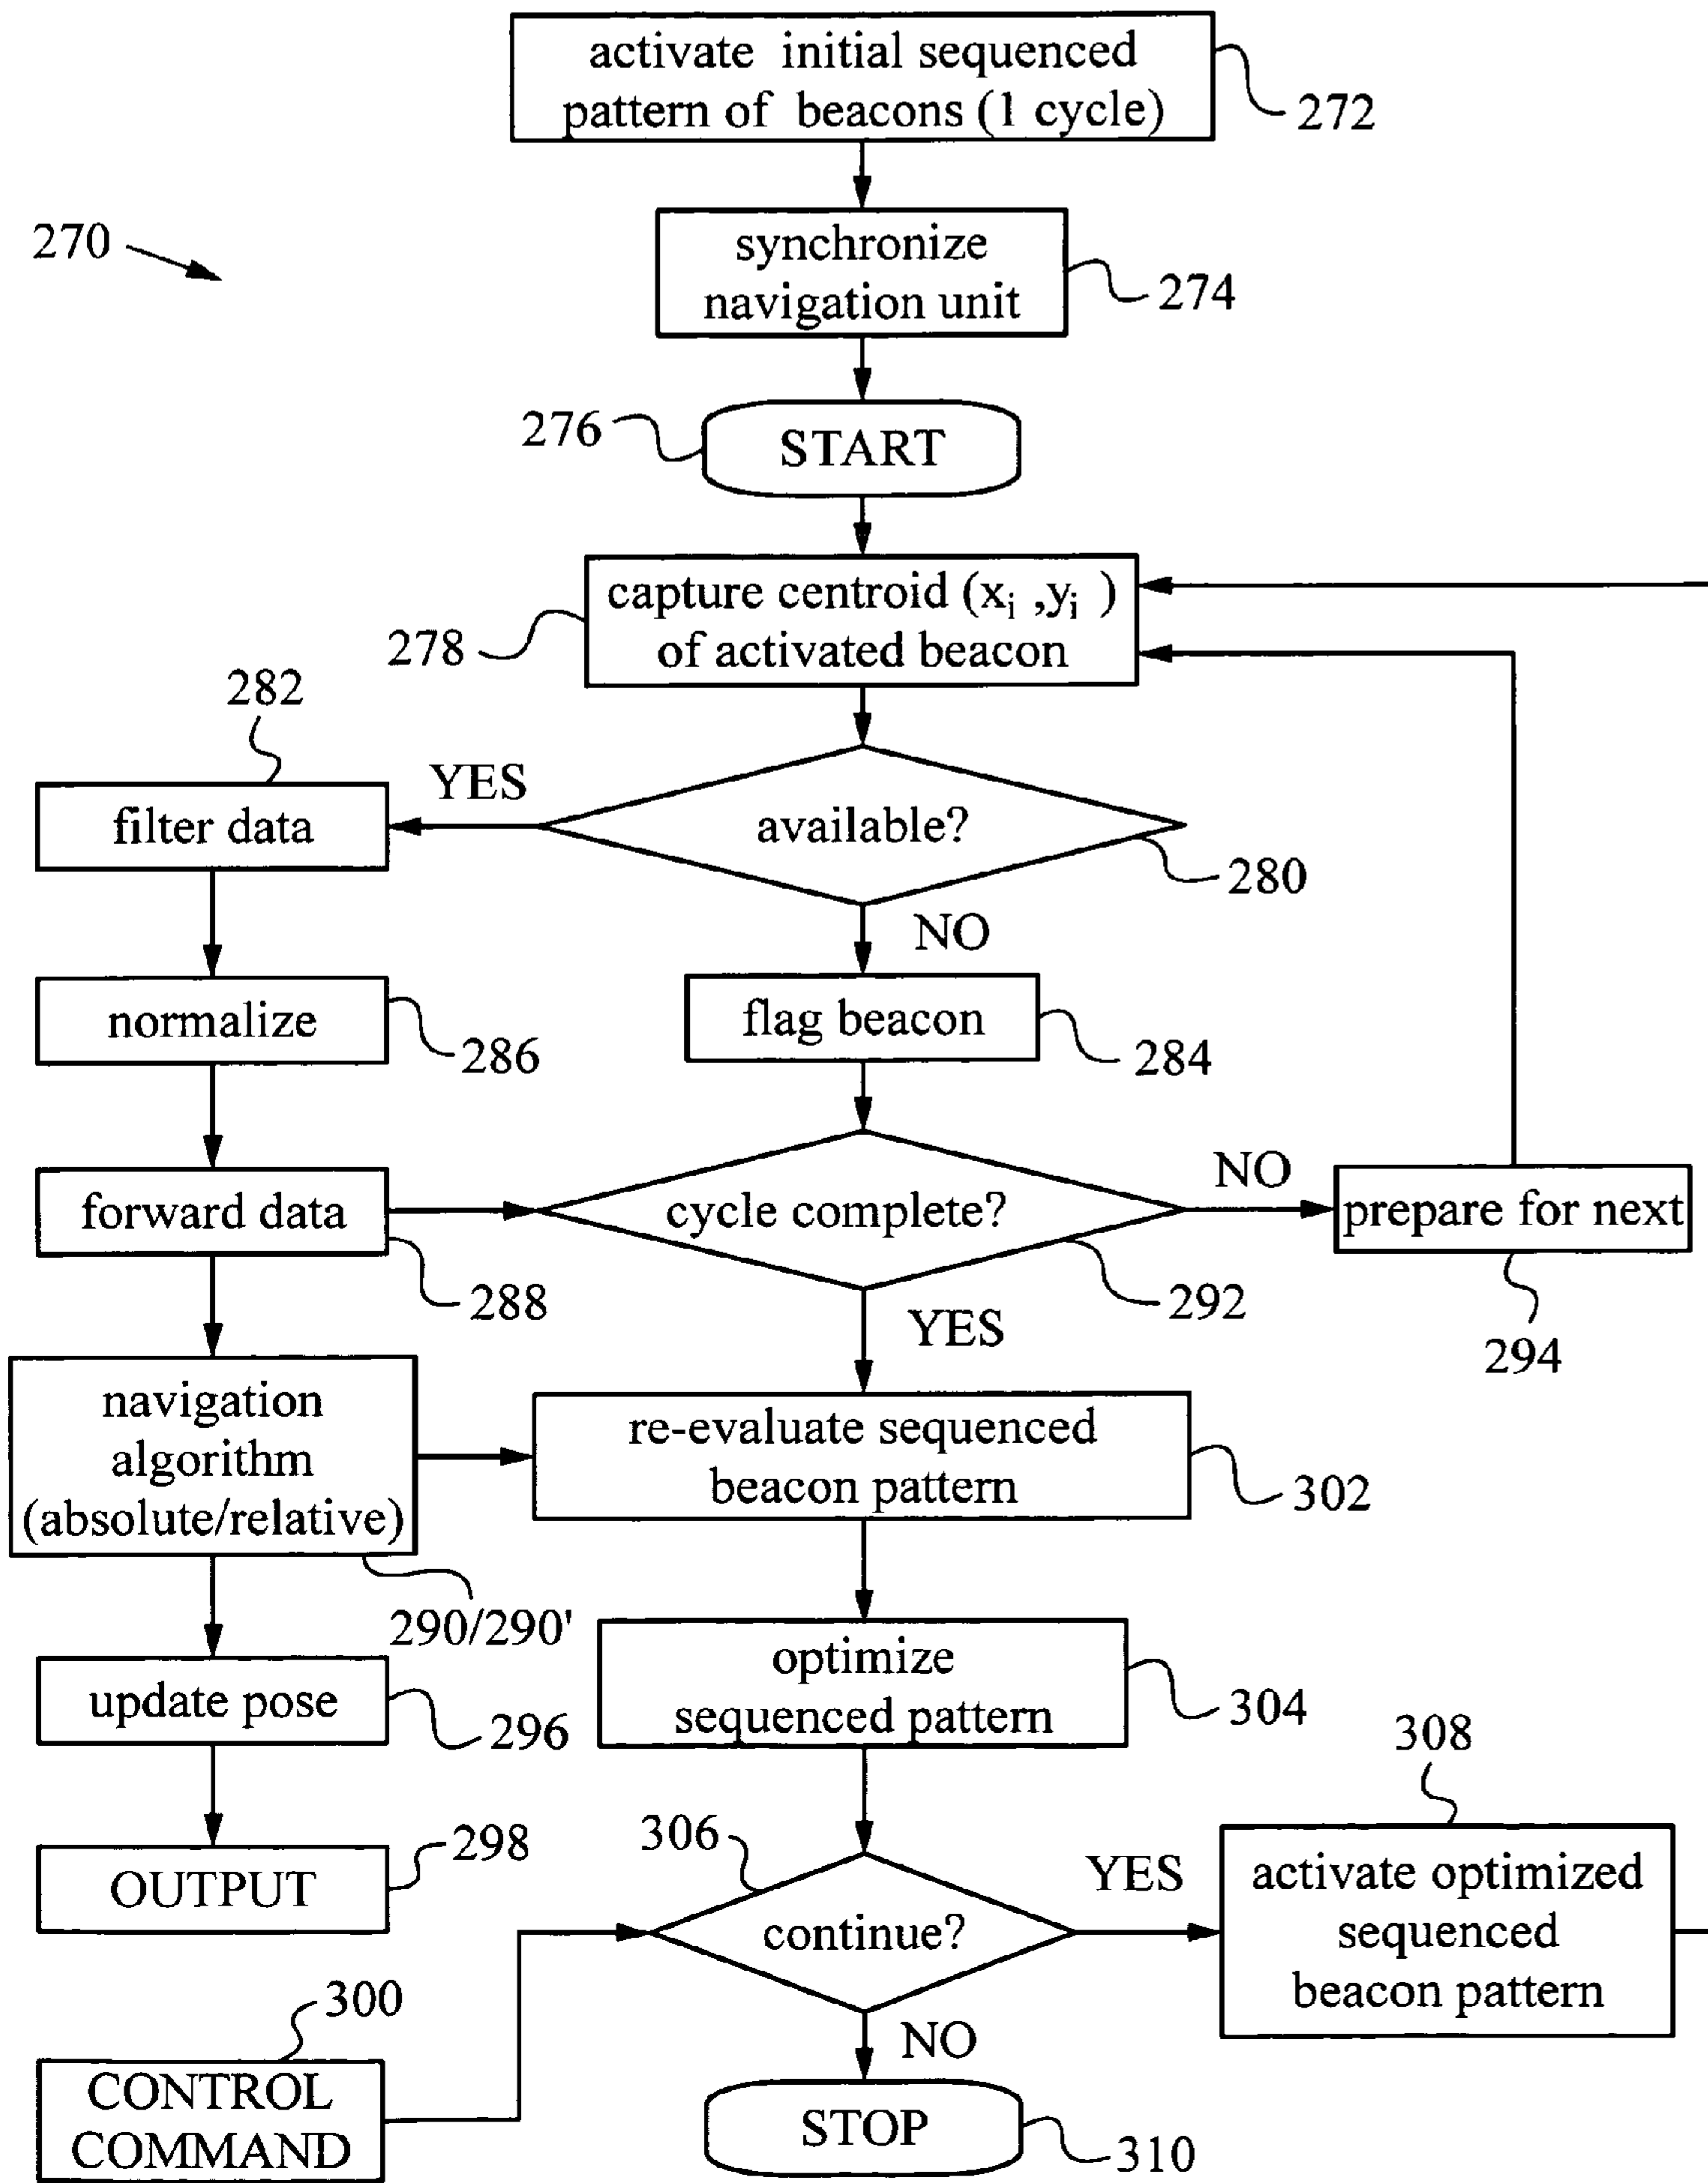 activate initial sequenced
pattern of beacons (1 cycle)
272
270
synchronize
navigation unit
274
276
START
capture centroid (xi ,yi )
of activated beacon
278
282
YES
filter data
available?
280
NO
normalize
286
flag beacon
284
forward data
288
cycle complete?
292
NO
prepare for next
294
YES
navigation
algorithm
(absolute/relative)
290/290'
re-evaluate sequenced
beacon pattern
302
update pose
296
optimize
sequenced pattern
304
308
OUTPUT
298
306
continue?
YES
activate optimized
sequenced
beacon pattern
300
CONTROL
COMMAND
NO
STOP
310